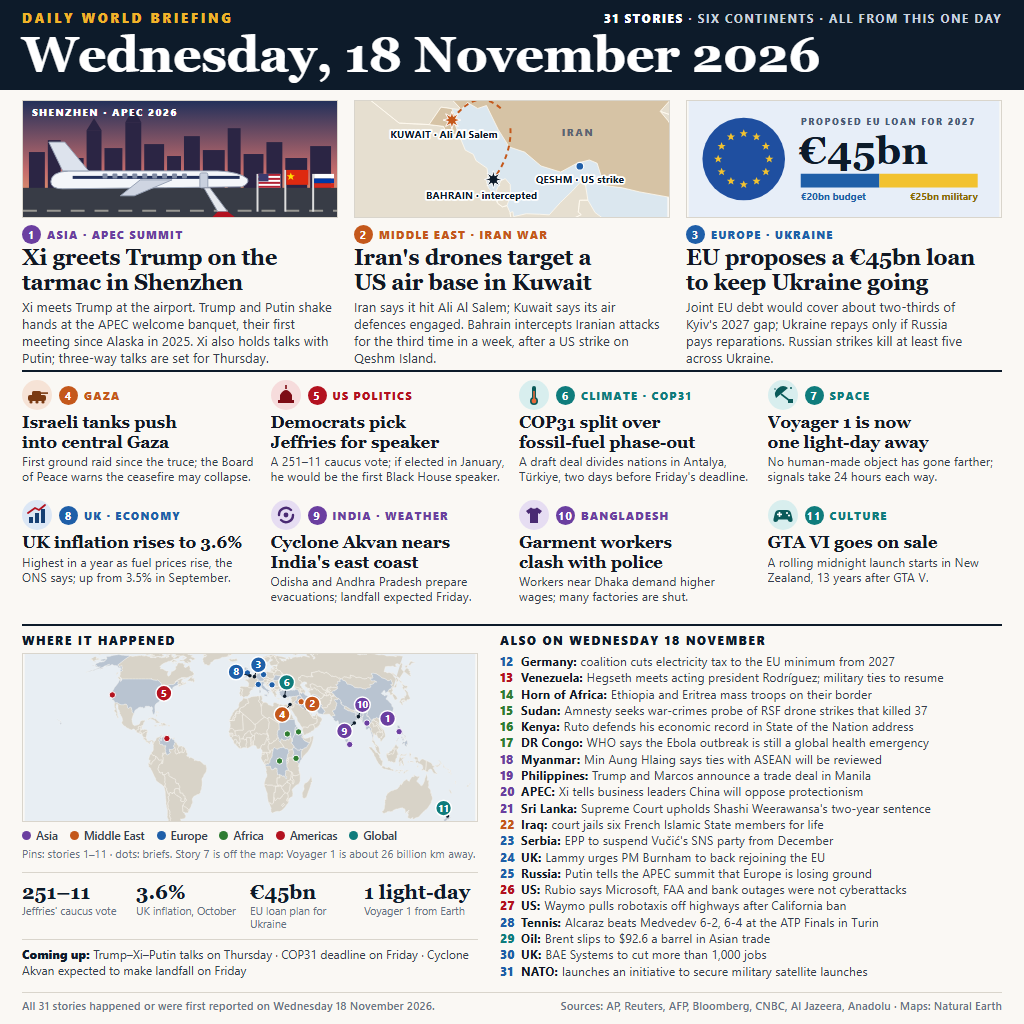 DAILY WORLD BRIEFING
31 STORIES · SIX CONTINENTS · ALL FROM THIS ONE DAY
Wednesday, 18 November 2026
SHENZHEN · APEC 2026
KUWAIT · Ali Al Salem
IRAN
QESHM · US strike
BAHRAIN · intercepted
PROPOSED EU LOAN FOR 2027
€45bn
€20bn budget
€25bn military
1 ASIA · APEC SUMMIT
Xi greets Trump on the
tarmac in Shenzhen
Xi meets Trump at the airport. Trump and Putin shake
hands at the APEC welcome banquet, their first
meeting since Alaska in 2025. Xi also holds talks with
Putin; three-way talks are set for Thursday.
2 MIDDLE EAST · IRAN WAR
Iran's drones target a
US air base in Kuwait
Iran says it hit Ali Al Salem; Kuwait says its air
defences engaged. Bahrain intercepts Iranian attacks
for the third time in a week, after a US strike on
Qeshm Island.
3 EUROPE · UKRAINE
EU proposes a €45bn loan
to keep Ukraine going
Joint EU debt would cover about two-thirds of
Kyiv's 2027 gap; Ukraine repays only if Russia
pays reparations. Russian strikes kill at least five
across Ukraine.
4 GAZA
Israeli tanks push
into central Gaza
First ground raid since the truce; the Board
of Peace warns the ceasefire may collapse.
5 US POLITICS
Democrats pick
Jeffries for speaker
A 251–11 caucus vote; if elected in January,
he would be the first Black House speaker.
6 CLIMATE · COP31
COP31 split over
fossil-fuel phase-out
A draft deal divides nations in Antalya,
Türkiye, two days before Friday's deadline.
7 SPACE
Voyager 1 is now
one light-day away
No human-made object has gone farther;
signals take 24 hours each way.
8 UK · ECONOMY
UK inflation rises to 3.6%
Highest in a year as fuel prices rise, the
ONS says; up from 3.5% in September.
9 INDIA · WEATHER
Cyclone Akvan nears
India's east coast
Odisha and Andhra Pradesh prepare
evacuations; landfall expected Friday.
10 BANGLADESH
Garment workers
clash with police
Workers near Dhaka demand higher
wages; many factories are shut.
11 CULTURE
GTA VI goes on sale
A rolling midnight launch starts in New
Zealand, 13 years after GTA V.
WHERE IT HAPPENED
8
3
5
6
4
2
10
9
1
11
Asia
Middle East
Europe
Africa
Americas
Global
Pins: stories 1–11 · dots: briefs. Story 7 is off the map: Voyager 1 is about 26 billion km away.
251–11
Jeffries' caucus vote
3.6%
UK inflation, October
€45bn
EU loan plan for
Ukraine
1 light-day
Voyager 1 from Earth
Coming up: Trump–Xi–Putin talks on Thursday · COP31 deadline on Friday · Cyclone
Akvan expected to make landfall on Friday
ALSO ON WEDNESDAY 18 NOVEMBER
12 Germany: coalition cuts electricity tax to the EU minimum from 2027
13 Venezuela: Hegseth meets acting president Rodríguez; military ties to resume
14 Horn of Africa: Ethiopia and Eritrea mass troops on their border
15 Sudan: Amnesty seeks war-crimes probe of RSF drone strikes that killed 37
16 Kenya: Ruto defends his economic record in State of the Nation address
17 DR Congo: WHO says the Ebola outbreak is still a global health emergency
18 Myanmar: Min Aung Hlaing says ties with ASEAN will be reviewed
19 Philippines: Trump and Marcos announce a trade deal in Manila
20 APEC: Xi tells business leaders China will oppose protectionism
21 Sri Lanka: Supreme Court upholds Shashi Weerawansa's two-year sentence
22 Iraq: court jails six French Islamic State members for life
23 Serbia: EPP to suspend Vučić's SNS party from December
24 UK: Lammy urges PM Burnham to back rejoining the EU
25 Russia: Putin tells the APEC summit that Europe is losing ground
26 US: Rubio says Microsoft, FAA and bank outages were not cyberattacks
27 US: Waymo pulls robotaxis off highways after California ban
28 Tennis: Alcaraz beats Medvedev 6-2, 6-4 at the ATP Finals in Turin
29 Oil: Brent slips to $92.6 a barrel in Asian trade
30 UK: BAE Systems to cut more than 1,000 jobs
31 NATO: launches an initiative to secure military satellite launches
All 31 stories happened or were first reported on Wednesday 18 November 2026.
Sources: AP, Reuters, AFP, Bloomberg, CNBC, Al Jazeera, Anadolu · Maps: Natural Earth